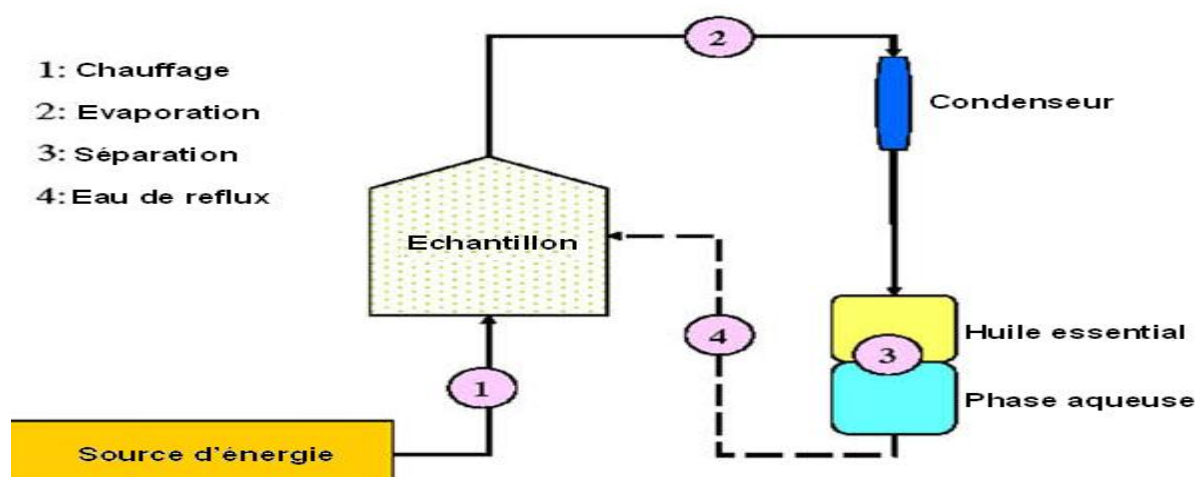 1: Chauffage
2: Evaporation
3: Séparation
4: Eau de reflux
2
Condenseur
Echantillon
4
Huile essential
3
Phase aqueuse
1
Source d'énergie